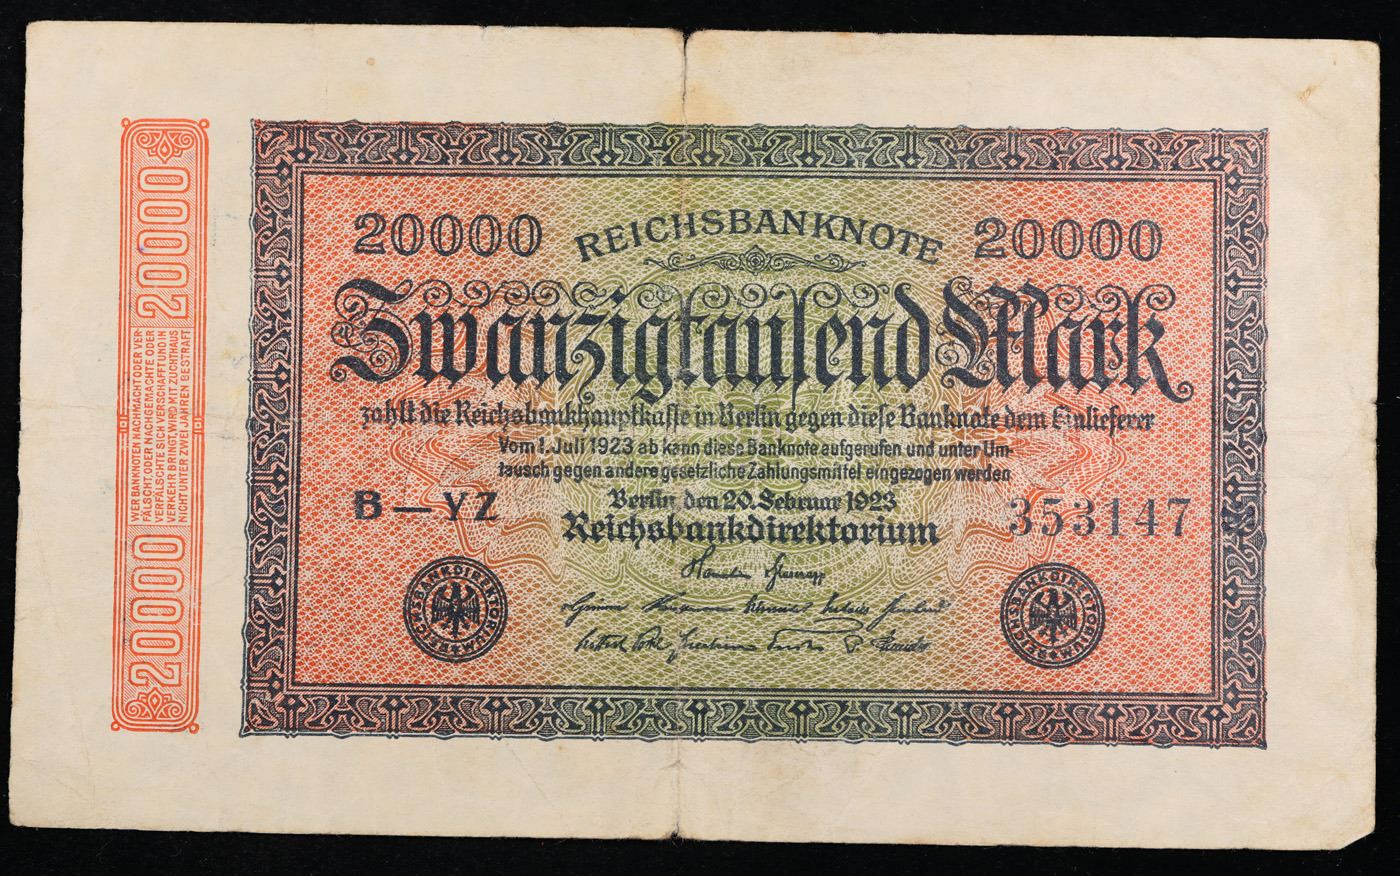 20000
REICHSBANKNOTE
20000
Zwanzigtausend Mark
zahlt die Reichsbankhauptkasse in Berlin gegen diese Banknote dem Einlieferer
Vom 1. Juli 1923 ab kann diese Banknote aufgerufen und unter Um-
tausch gegen andere gesetzliche Zahlungsmittel eingezogen werden
Berlin, den 20. Februar 1923
Reichsbankdirektorium
B—YZ
353147
REICHSBANKDIREKTORIUM
REICHSBANKDIREKTORIUM
20000
WER BANKNOTEN NACHMACHT ODER VER
FÄLSCHT, ODER NACHGEMACHTE ODER
VERFÄLSCHTE SICH VERSCHAFFT UND IN
VERKEHR BRINGT, WIRD MIT ZUCHTHAUS
NICHT UNTER ZWEI JAHREN BESTRAFT
20000